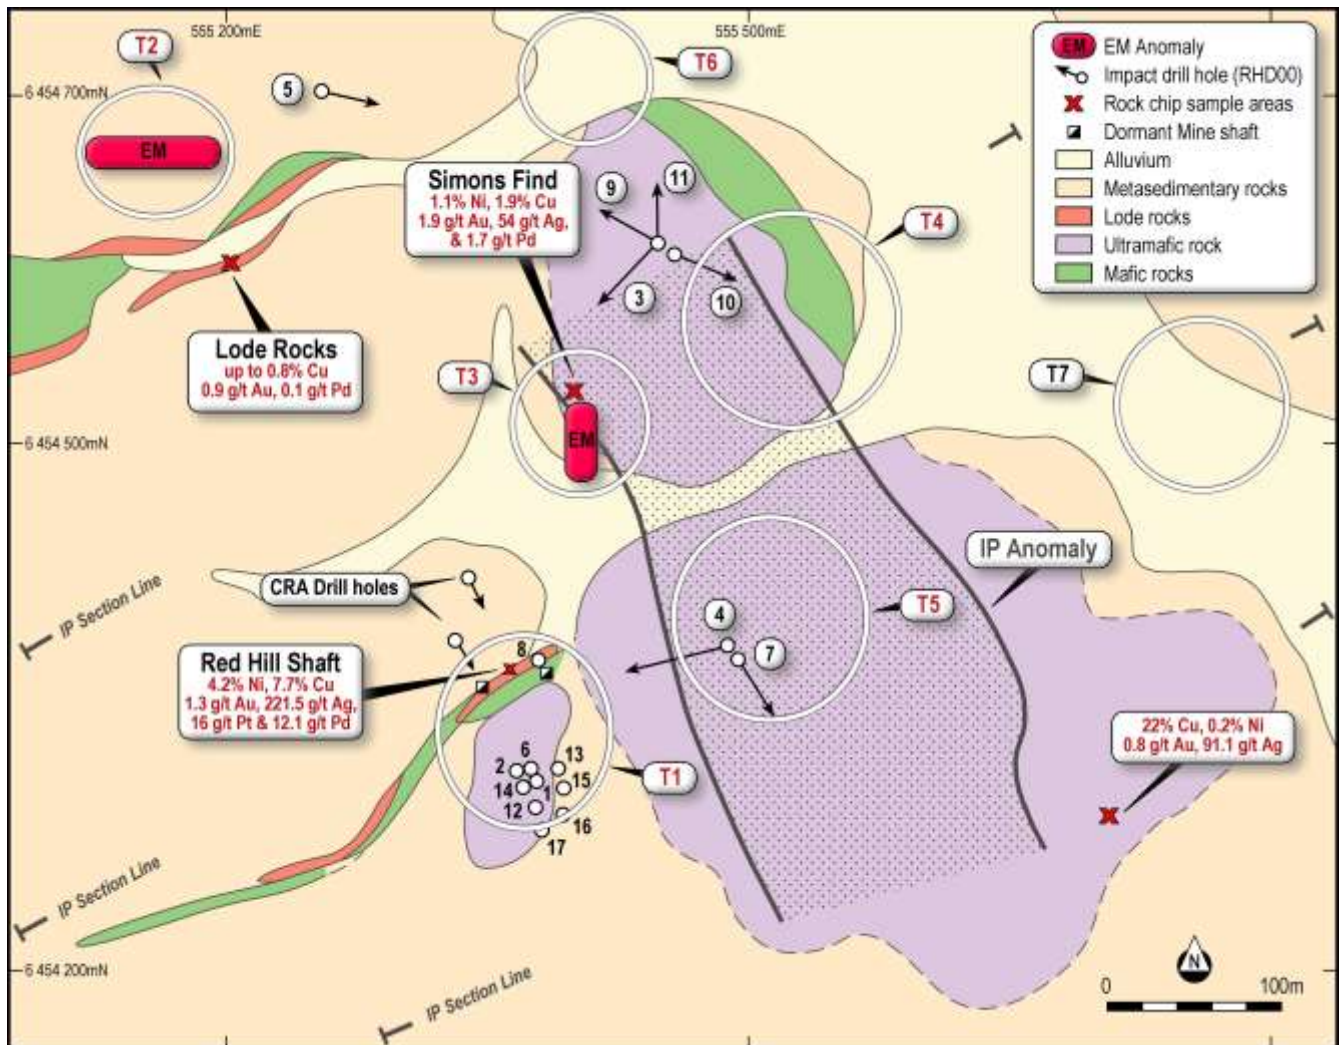 555 200mE
555 500mE
T2
T6
5
6 454 700mN
EM
EM
EM Anomaly
Impact drill hole (RHD00)
Rock chip sample areas
Dormant Mine shaft
Alluvium
Metasedimentary rocks
Lode rocks
Ultramafic rock
Mafic rocks
Simons Find
1.1% Ni, 1.9% Cu
1.9 g/t Au, 54 g/t Ag,
& 1.7 g/t Pd
9
11
T4
3
10
Lode Rocks
up to 0.8% Cu
0.9 g/t Au, 0.1 g/t Pd
T3
T7
6 454 500mN
EM
IP Anomaly
CRA Drill holes
IP Section Line
T5
4
7
Red Hill Shaft
4.2% Ni, 7.7% Cu
1.3 g/t Au, 221.5 g/t Ag,
16 g/t Pt & 12.1 g/t Pd
8
22% Cu, 0.2% Ni
0.8 g/t Au, 91.1 g/t Ag
6
13
2
T1
14
1
15
12
16
17
IP Section Line
6 454 200mN
N
0
100m
IP Section Line